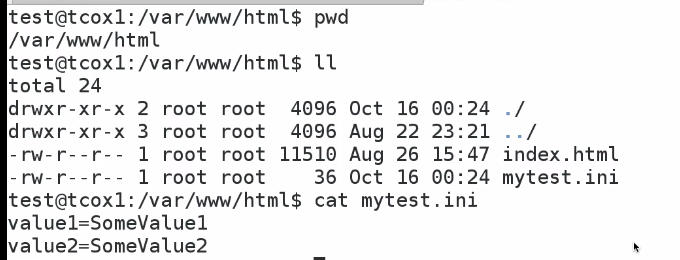 test@tcox1:/var/www/html$ pwd
/var/www/html
test@tcox1:/var/www/html$ ll
total 24
drwxr-xr-x 2 root root  4096 Oct 16 00:24 ./
drwxr-xr-x 3 root root  4096 Aug 22 23:21 ../
-rw-r--r-- 1 root root 11510 Aug 26 15:47 index.html
-rw-r--r-- 1 root root    36 Oct 16 00:24 mytest.ini
test@tcox1:/var/www/html$ cat mytest.ini
value1=SomeValue1
value2=SomeValue2